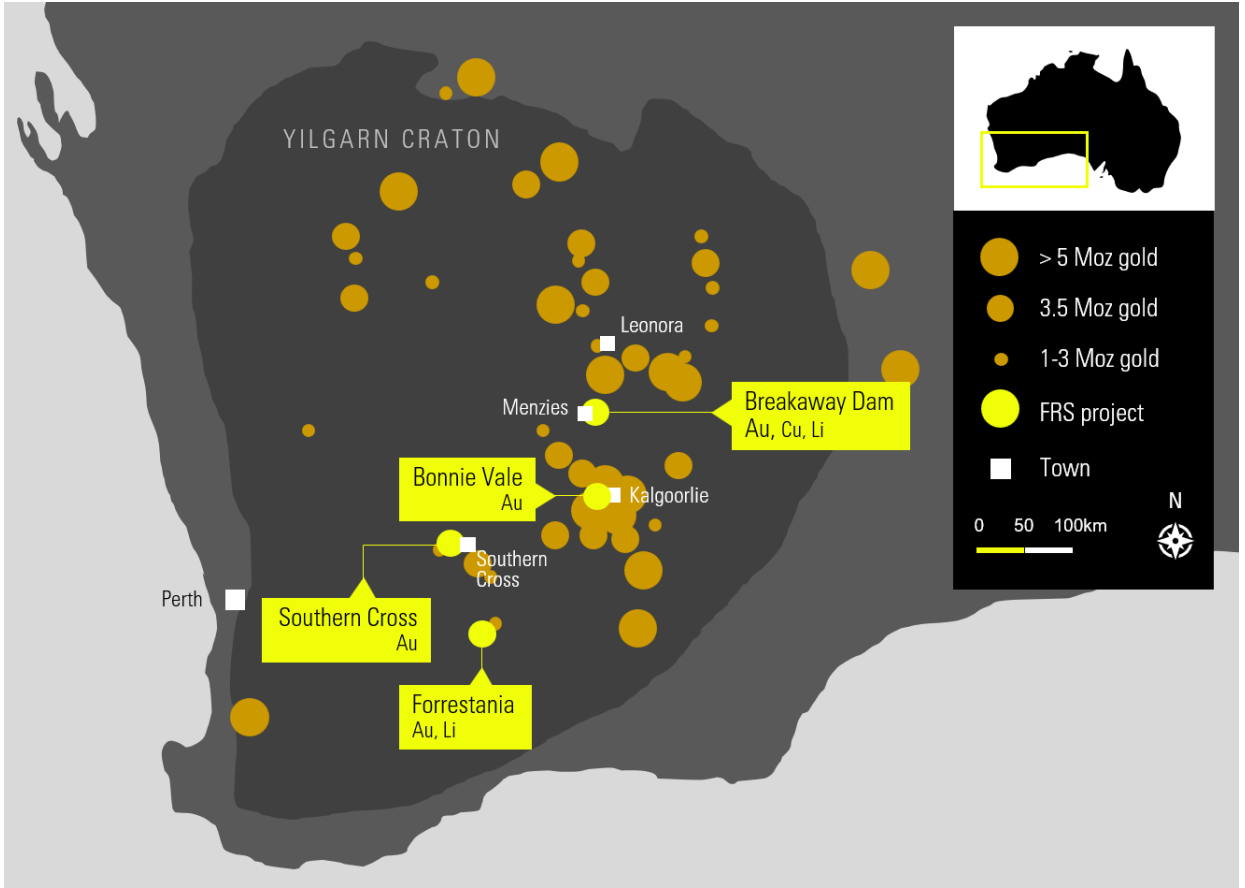 YILGARN CRATON
> 5 Moz gold
3.5 Moz gold
1-3 Moz gold
FRS project
Town
N
0 50 100km
Leonora
Menzies
Breakaway Dam
Au, Cu, Li
Bonnie Vale
Au
Kalgoorlie
Southern
Cross
Perth
Southern Cross
Au
Forrestania
Au, Li